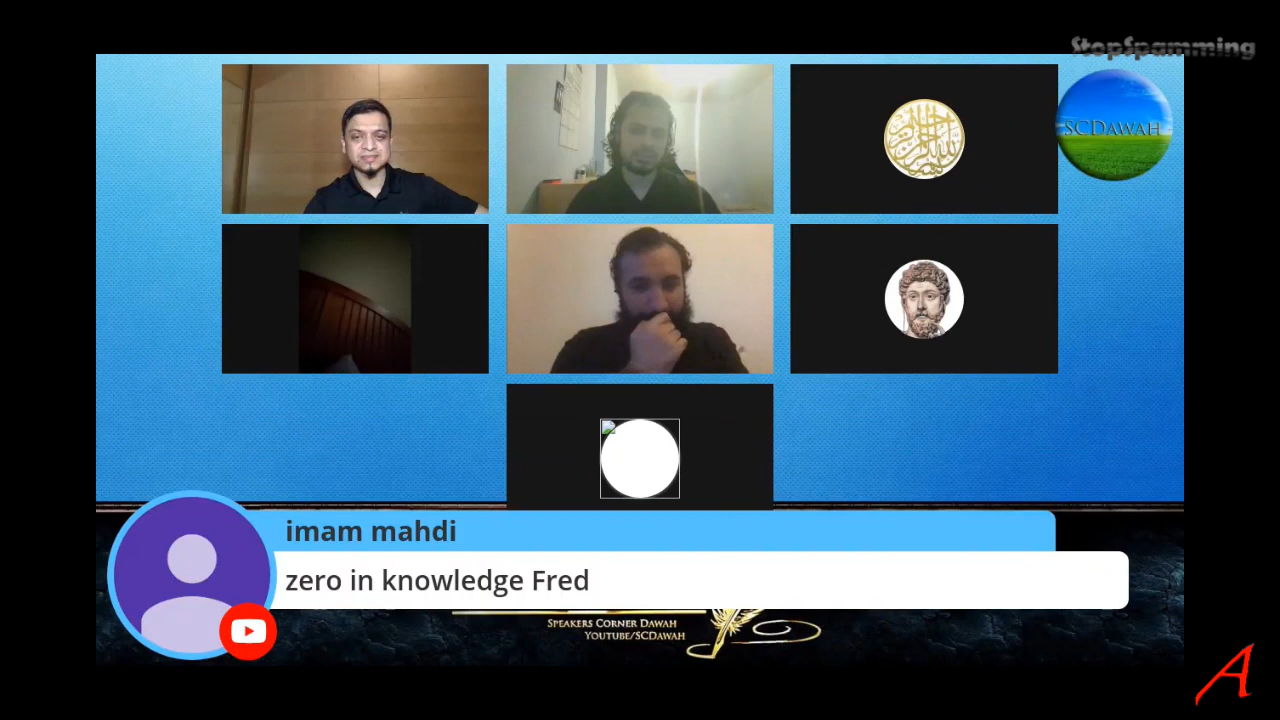 StopSpamming
SCDAWAH
imam mahdi
zero in knowledge Fred
SPEAKERS CORNER DAWAH
YOUTUBE/SCDAWAH
A